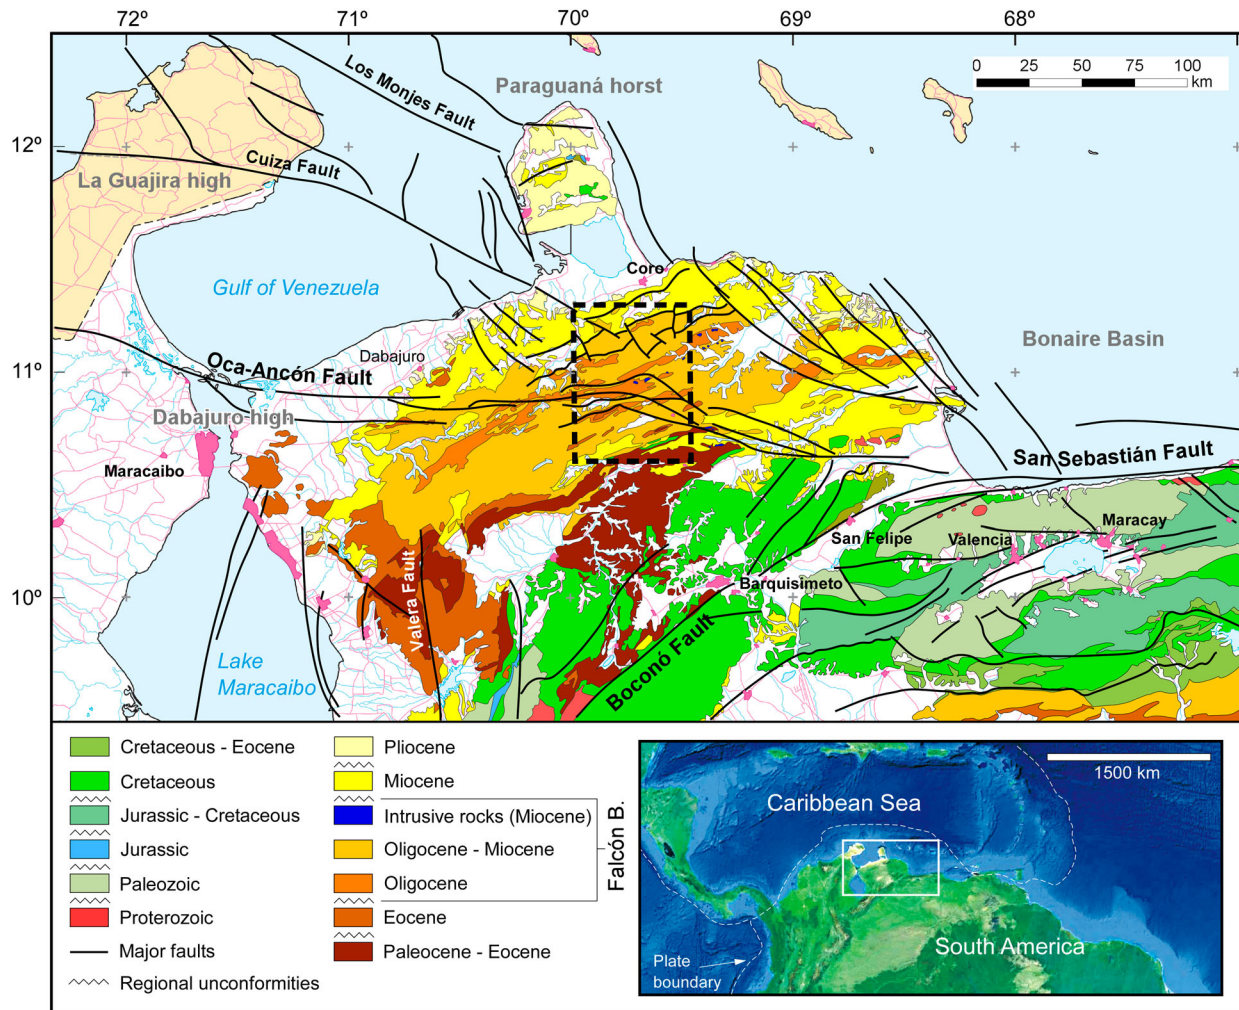 72º 71º 70º 69º 68º
0 25 50 75 100
km
Los Monjes Fault
Paraguaná horst
12º
Cuiza Fault
La Guajira high
Coro
Gulf of Venezuela
Bonaire Basin
Dabajuro
11º
Oca-Ancón Fault
Dabajuro high
Maracaibo
San Sebastián Fault
Maracay
San Felipe
Valencia
Barquisimeto
10º
Valera Fault
Boconó Fault
Lake
Maracaibo
Cretaceous - Eocene
Cretaceous
Jurassic - Cretaceous
Jurassic
Paleozoic
Proterozoic
Major faults
Regional unconformities
Pliocene
Miocene
Intrusive rocks (Miocene)
Oligocene - Miocene
Oligocene
Eocene
Paleocene - Eocene
Falcón B.
1500 km
Caribbean Sea
South America
Plate
boundary